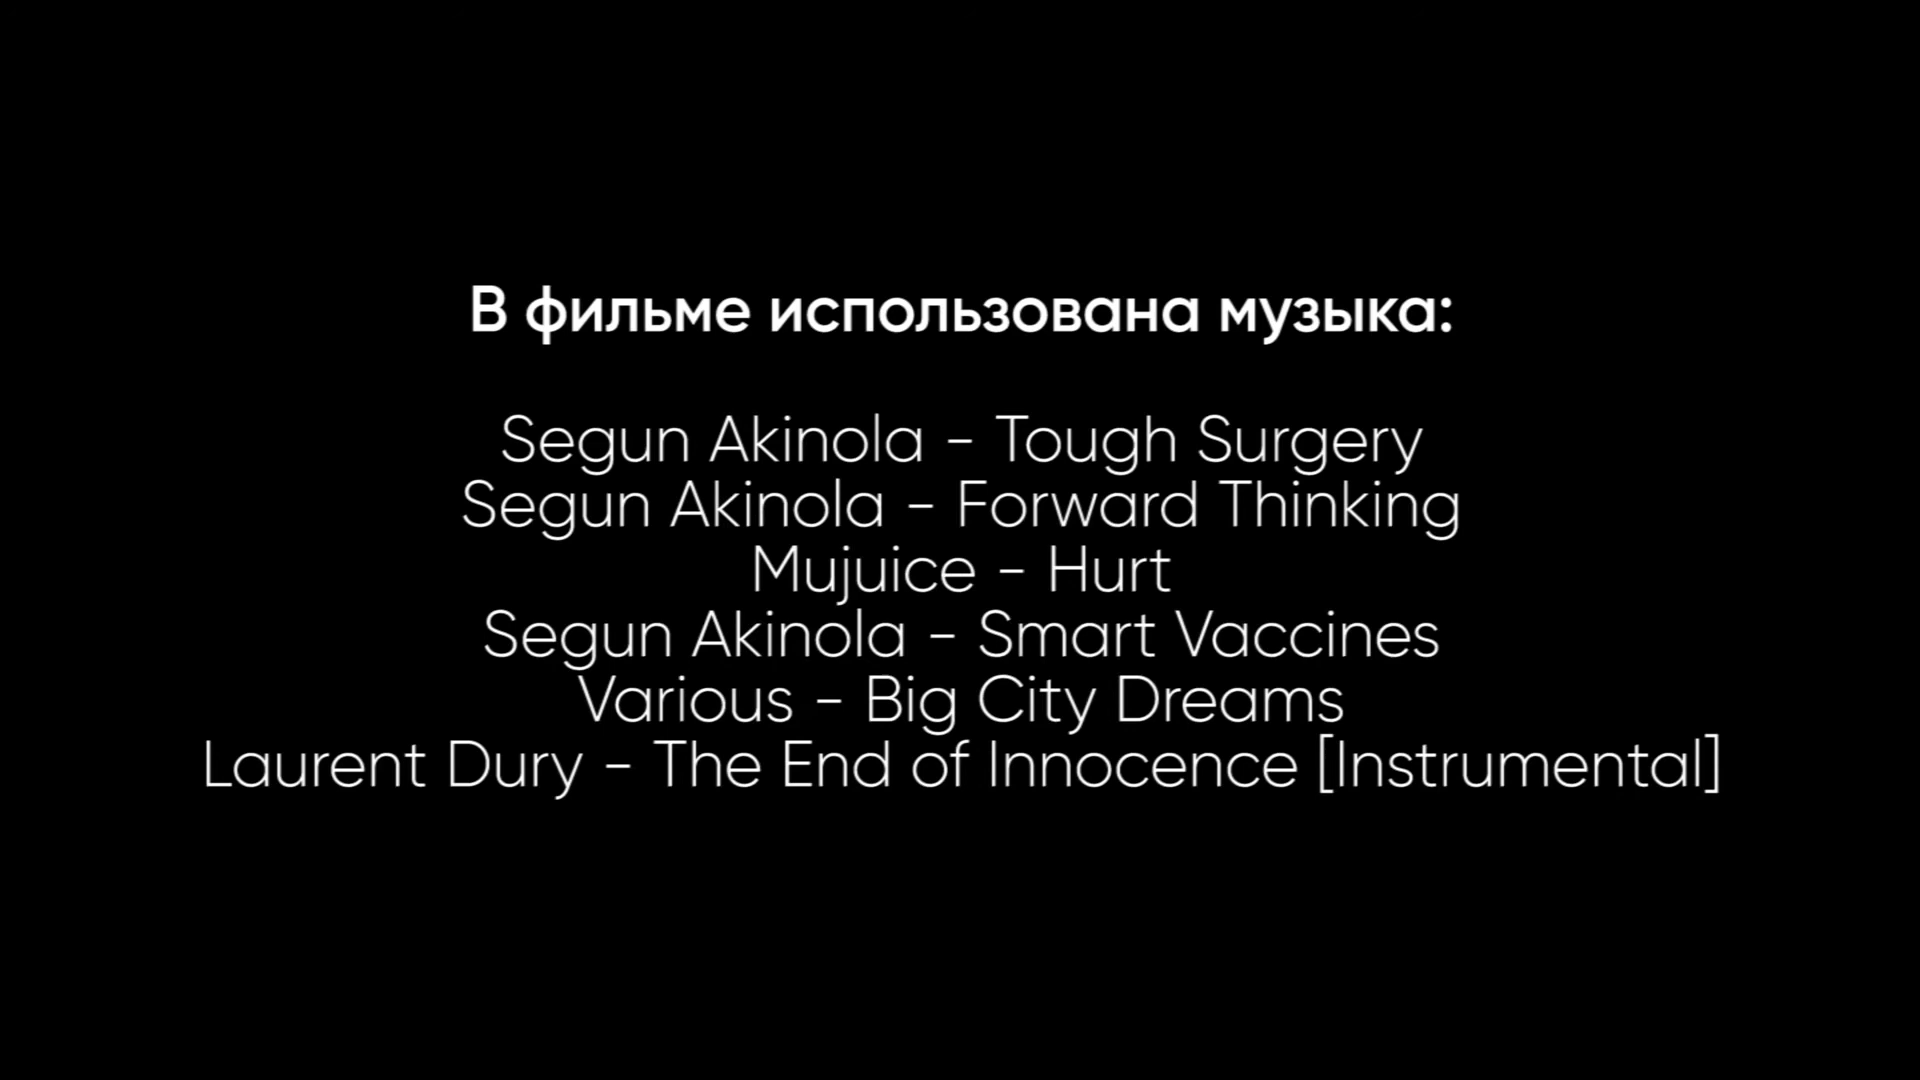 В фильме использована музыка:
Segun Akinola - Tough Surgery
Segun Akinola - Forward Thinking
Mujuice - Hurt
Segun Akinola - Smart Vaccines
Various - Big City Dreams
Laurent Dury - The End of Innocence [Instrumental]